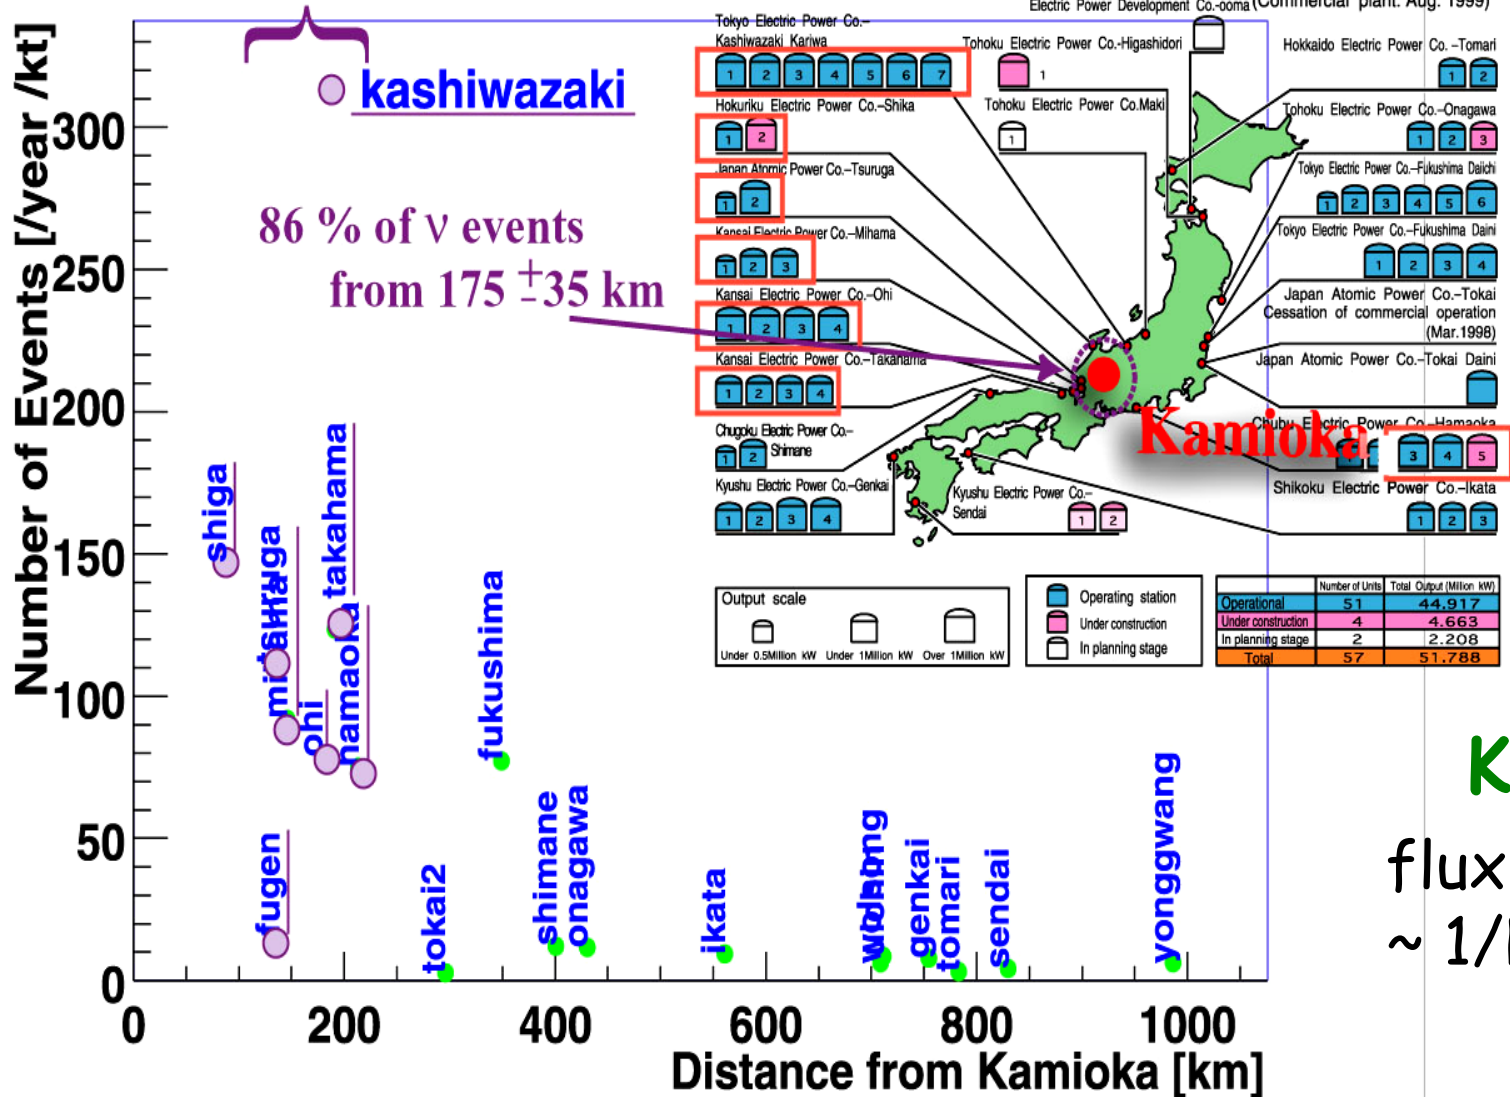 Electric Power Development Co.-ooma (Commercial plant: Aug. 1999)
Tokyo Electric Power Co.–
Kashiwazaki Kariwa
1 2 3 4 5 6 7
Tohoku Electric Power Co.-Higashidori
1
Hokkaido Electric Power Co. –Tomari
1 2
Hokuriku Electric Power Co.–Shika
1 2
Tohoku Electric Power Co.Maki
1
Tohoku Electric Power Co.–Onagawa
1 2 3
Japan Atomic Power Co.–Tsuruga
1 2
Tokyo Electric Power Co.–Fukushima Daiichi
1 2 3 4 5 6
Kansai Electric Power Co.–Mihama
1 2 3
Tokyo Electric Power Co.–Fukushima Daini
1 2 3 4
Kansai Electric Power Co.–Ohi
1 2 3 4
Japan Atomic Power Co.–Tokai
Cessation of commercial operation
(Mar.1998)
Kansai Electric Power Co.–Takahama
1 2 3 4
Japan Atomic Power Co.–Tokai Daini
Chugoku Electric Power Co.–
Shimane
1 2
Kamioka
Chubu Electric Power Co.–Hamaoka
1 3 4 5
Kyushu Electric Power Co.–Genkai
1 2 3 4
Kyushu Electric Power Co.–
Sendai
1 2
Shikoku Electric Power Co.–Ikata
1 2 3
Output scale
Under 0.5Million kW Under 1Million kW Over 1Million kW
Operating station
Under construction
In planning stage
Number of Units Total Output (Million kW)
Operational 51 44.917
Under construction 4 4.663
In planning stage 2 2.208
Total 57 51.788
kashiwazaki
86 % of ν events
from 175 ±35 km
Number of Events [/year /kt]
300
250
200
150
100
50
0
shiga
tsuruga
mihama
takahama
ohi
hamaoka
fugen
fukushima
tokai2
shimane
onagawa
ikata
genkai
tomari
sendai
yonggwang
K
flux
~ 1/
0 200 400 600 800 1000
Distance from Kamioka [km]